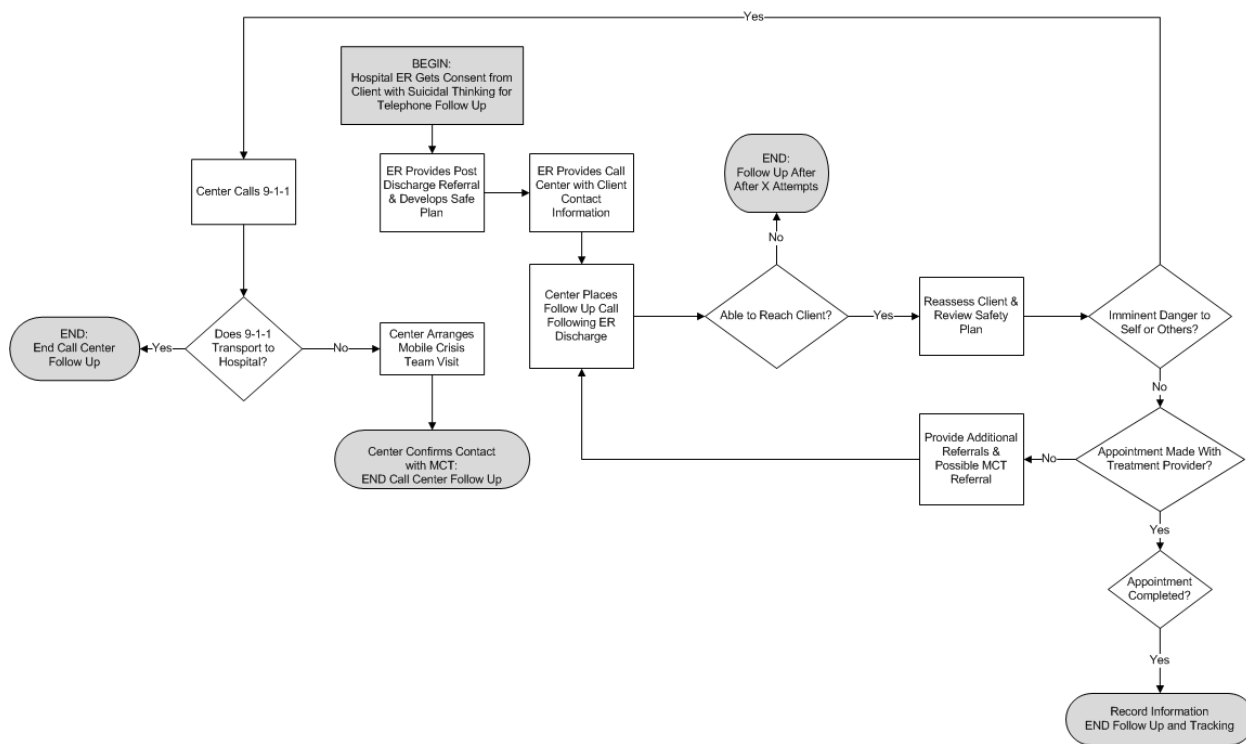 Yes
BEGIN:
Hospital ER Gets Consent from
Client with Suicidal Thinking for
Telephone Follow Up
Center Calls 9-1-1
ER Provides Post
Discharge Referral
& Develops Safe
Plan
ER Provides Call
Center with Client
Contact
Information
END:
Follow Up After
After X Attempts
No
Center Places
Follow Up Call
Following ER
Discharge
Able to Reach Client?
Yes
Reassess Client &
Review Safety
Plan
Imminent Danger to
Self or Others?
END:
End Call Center
Follow Up
Yes
Does 9-1-1
Transport to
Hospital?
No
Center Arranges
Mobile Crisis
Team Visit
No
Center Confirms Contact
with MCT:
END Call Center Follow Up
Provide Additional
Referrals &
Possible MCT
Referral
No
Appointment Made With
Treatment Provider?
Yes
Appointment
Completed?
Yes
Record Information
END Follow Up and Tracking